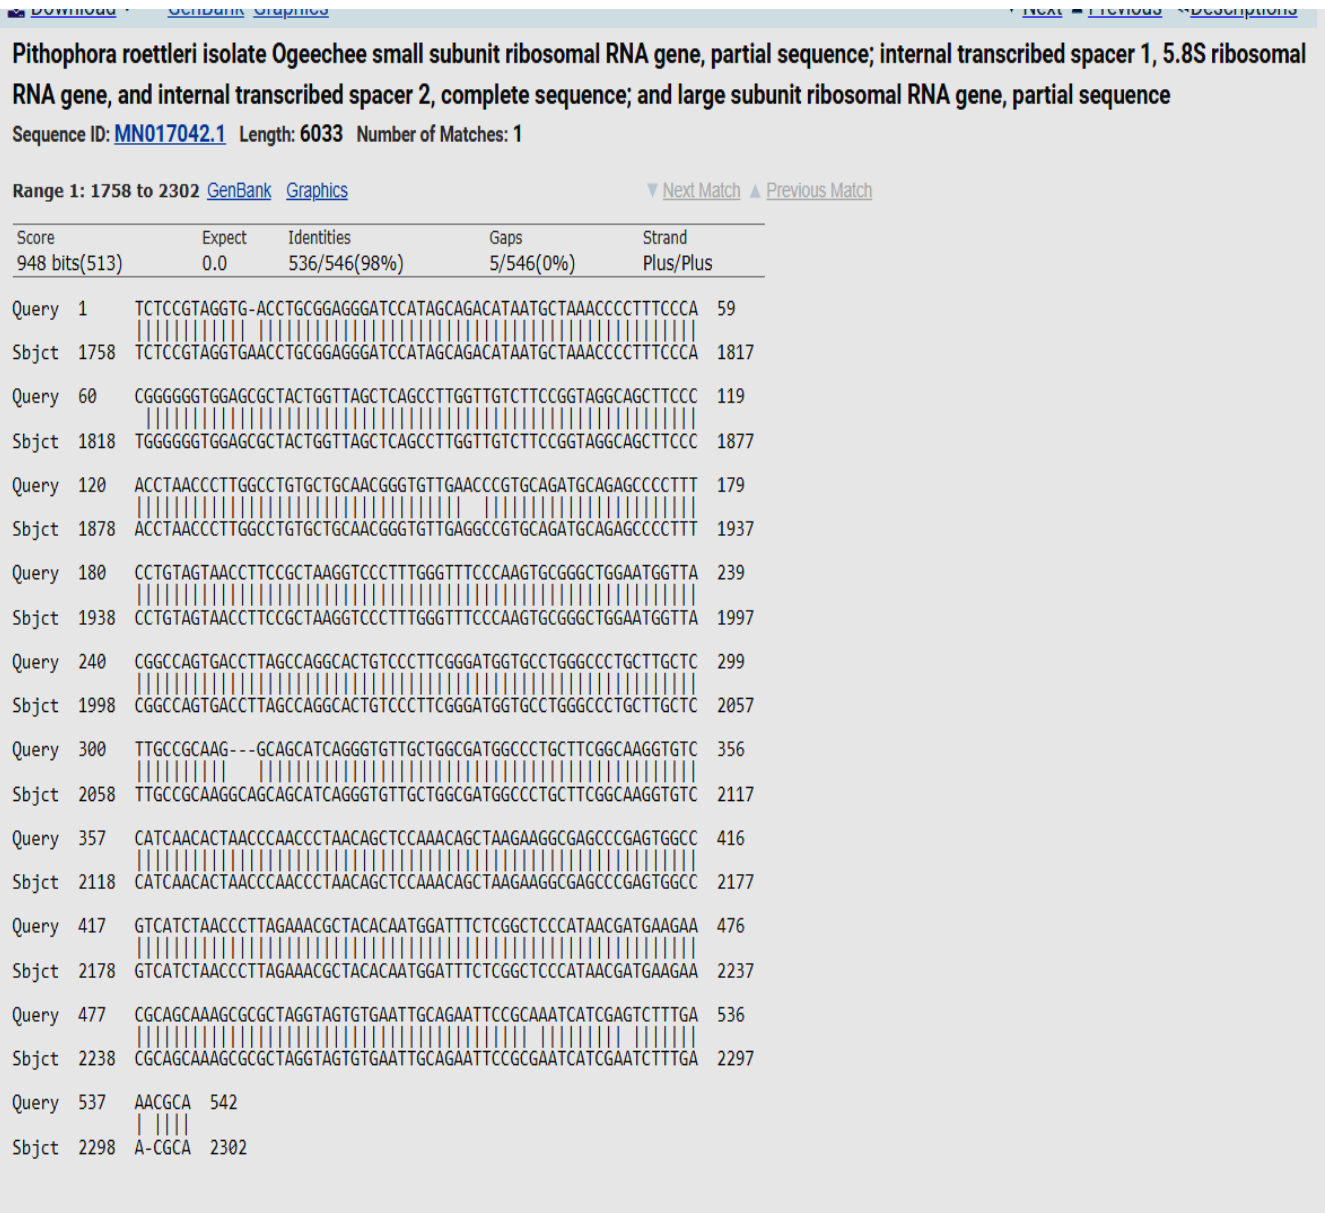 Download GenBank Graphics Next Previous Descriptions
Pithophora roettleri isolate Ogeechee small subunit ribosomal RNA gene, partial sequence; internal transcribed spacer 1, 5.8S ribosomal
RNA gene, and internal transcribed spacer 2, complete sequence; and large subunit ribosomal RNA gene, partial sequence
Sequence ID: MN017042.1 Length: 6033 Number of Matches: 1
Range 1: 1758 to 2302 GenBank Graphics ▼ Next Match ▲ Previous Match
Score Expect Identities Gaps Strand
948 bits(513) 0.0 536/546(98%) 5/546(0%) Plus/Plus
Query 1 TCTCCGTAGGTG-ACCTGCGGAGGGATCCATAGCAGACATAATGCTAAACCCCTTTCCCA 59
Sbjct 1758 TCTCCGTAGGTGAACCTGCGGAGGGATCCATAGCAGACATAATGCTAAACCCCTTTCCCA 1817
Query 60 CGGGGGGTGGAGCGCTACTGGTTAGCTCAGCCTTGGTTGTCTTCCGGTAGGCAGCTTCCC 119
Sbjct 1818 TGGGGGGTGGAGCGCTACTGGTTAGCTCAGCCTTGGTTGTCTTCCGGTAGGCAGCTTCCC 1877
Query 120 ACCTAACCCTTGGCCTGTGCTGCAACGGGTGTTGAACCCGTGCAGATGCAGAGCCCCTTT 179
Sbjct 1878 ACCTAACCCTTGGCCTGTGCTGCAACGGGTGTTGAGGCCGTGCAGATGCAGAGCCCCTTT 1937
Query 180 CCTGTAGTAACCTTCCGCTAAGGTCCCTTTGGGTTTCCCAAGTGCGGGCTGGAATGGTTA 239
Sbjct 1938 CCTGTAGTAACCTTCCGCTAAGGTCCCTTTGGGTTTCCCAAGTGCGGGCTGGAATGGTTA 1997
Query 240 CGGCCAGTGACCTTAGCCAGGCACTGTCCCTTCGGGATGGTGCCTGGGCCCTGCTTGCTC 299
Sbjct 1998 CGGCCAGTGACCTTAGCCAGGCACTGTCCCTTCGGGATGGTGCCTGGGCCCTGCTTGCTC 2057
Query 300 TTGCCGCAAG---GCAGCATCAGGGTGTTGCTGGCGATGGCCCTGCTTCGGCAAGGTGTC 356
Sbjct 2058 TTGCCGCAAGGCAGCAGCATCAGGGTGTTGCTGGCGATGGCCCTGCTTCGGCAAGGTGTC 2117
Query 357 CATCAACACTAACCCAACCCTAACAGCTCCAAACAGCTAAGAAGGCGAGCCCGAGTGGCC 416
Sbjct 2118 CATCAACACTAACCCAACCCTAACAGCTCCAAACAGCTAAGAAGGCGAGCCCGAGTGGCC 2177
Query 417 GTCATCTAACCCTTAGAAACGCTACACAATGGATTTCTCGGCTCCCATAACGATGAAGAA 476
Sbjct 2178 GTCATCTAACCCTTAGAAACGCTACACAATGGATTTCTCGGCTCCCATAACGATGAAGAA 2237
Query 477 CGCAGCAAAGCGCGCTAGGTAGTGTGAATTGCAGAATTCCGCAAATCATCGAGTCTTTGA 536
Sbjct 2238 CGCAGCAAAGCGCGCTAGGTAGTGTGAATTGCAGAATTCCGCGAATCATCGAATCTTTGA 2297
Query 537 AACGCA 542
Sbjct 2298 A-CGCA 2302